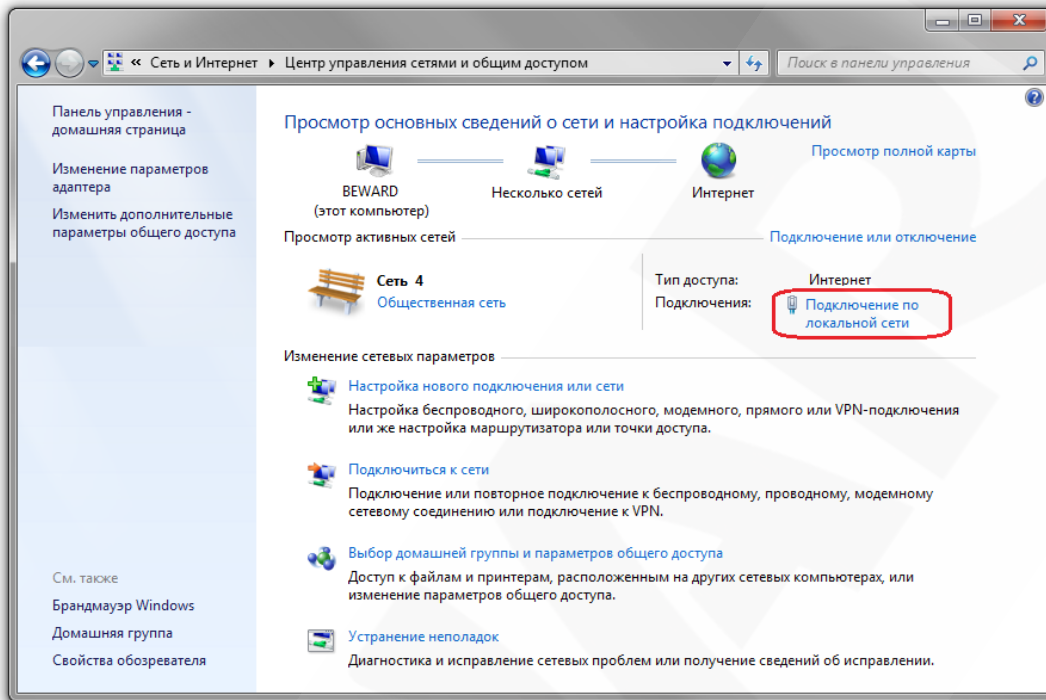 « Сеть и Интернет ▸ Центр управления сетями и общим доступом
Поиск в панели управления
Панель управления -
домашняя страница
Изменение параметров
адаптера
Изменить дополнительные
параметры общего доступа
См. также
Брандмауэр Windows
Домашняя группа
Свойства обозревателя
Просмотр основных сведений о сети и настройка подключений
BEWARD
(этот компьютер)
Несколько сетей
Интернет
Просмотр полной карты
Просмотр активных сетей
Подключение или отключение
Сеть 4
Общественная сеть
Тип доступа: Интернет
Подключения: Подключение по
локальной сети
Изменение сетевых параметров
Настройка нового подключения или сети
Настройка беспроводного, широкополосного, модемного, прямого или VPN-подключения
или же настройка маршрутизатора или точки доступа.
Подключиться к сети
Подключение или повторное подключение к беспроводному, проводному, модемному
сетевому соединению или подключение к VPN.
Выбор домашней группы и параметров общего доступа
Доступ к файлам и принтерам, расположенным на других сетевых компьютерах, или
изменение параметров общего доступа.
Устранение неполадок
Диагностика и исправление сетевых проблем или получение сведений об исправлении.